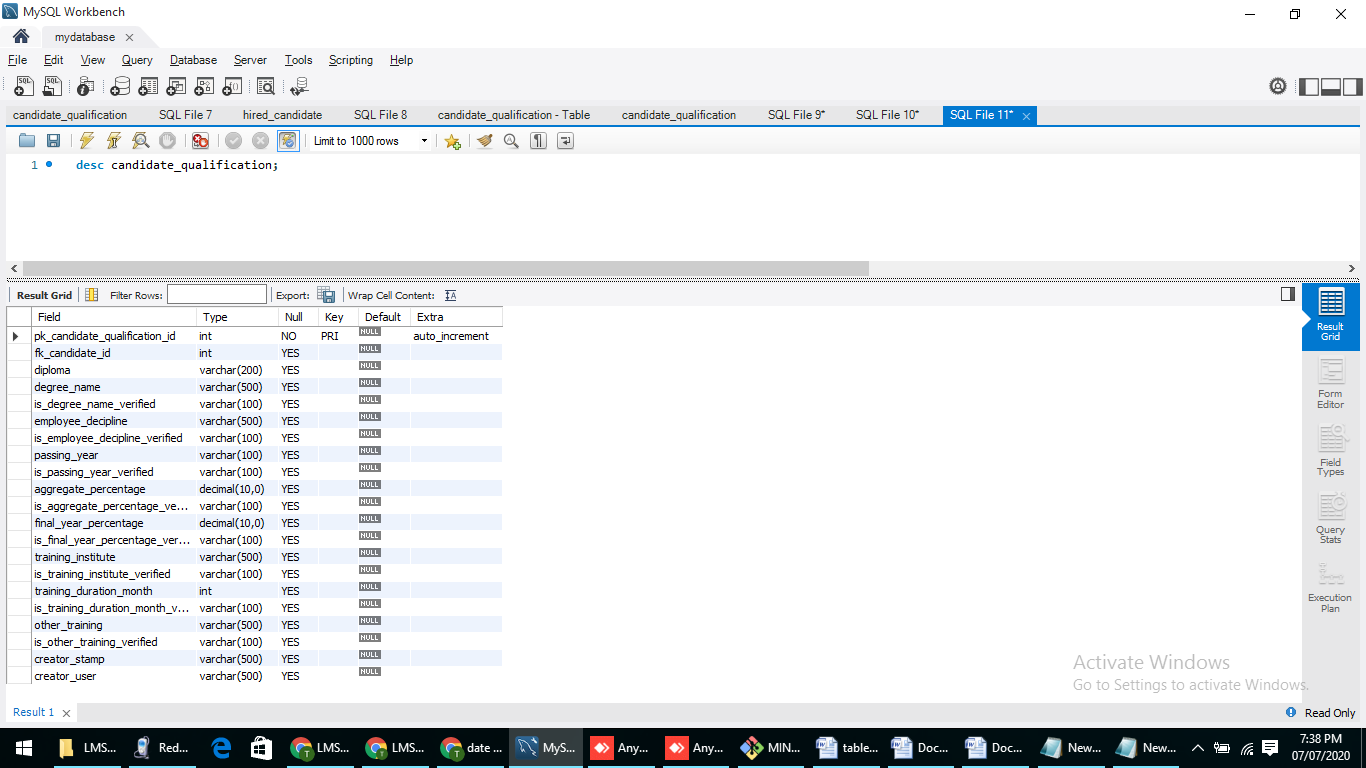 MySQL Workbench
mydatabase
File Edit View Query Database Server Tools Scripting Help
candidate_qualification SQL File 7 hired_candidate SQL File 8 candidate_qualification - Table candidate_qualification SQL File 9* SQL File 10* SQL File 11*
Limit to 1000 rows
1 desc candidate_qualification;
Result Grid Filter Rows: Export: Wrap Cell Content:
Field Type Null Key Default Extra
pk_candidate_qualification_id int NO PRI NULL auto_increment
fk_candidate_id int YES NULL
diploma varchar(200) YES NULL
degree_name varchar(500) YES NULL
is_degree_name_verified varchar(100) YES NULL
employee_decipline varchar(500) YES NULL
is_employee_decipline_verified varchar(100) YES NULL
passing_year varchar(100) YES NULL
is_passing_year_verified varchar(100) YES NULL
aggregate_percentage decimal(10,0) YES NULL
is_aggregate_percentage_ve... varchar(100) YES NULL
final_year_percentage decimal(10,0) YES NULL
is_final_year_percentage_ver... varchar(100) YES NULL
training_institute varchar(500) YES NULL
is_training_institute_verified varchar(100) YES NULL
training_duration_month int YES NULL
is_training_duration_month_v... varchar(100) YES NULL
other_training varchar(500) YES NULL
is_other_training_verified varchar(100) YES NULL
creator_stamp varchar(500) YES NULL
creator_user varchar(500) YES NULL
Result
Grid
Form
Editor
Field
Types
Query
Stats
Execution
Plan
Activate Windows
Go to Settings to activate Windows.
Result 1 Read Only
LMS... Red... LMS... LMS... date ... MyS... Any... Any... MIN... table... Doc... Doc... New... New... 7:38 PM
07/07/2020